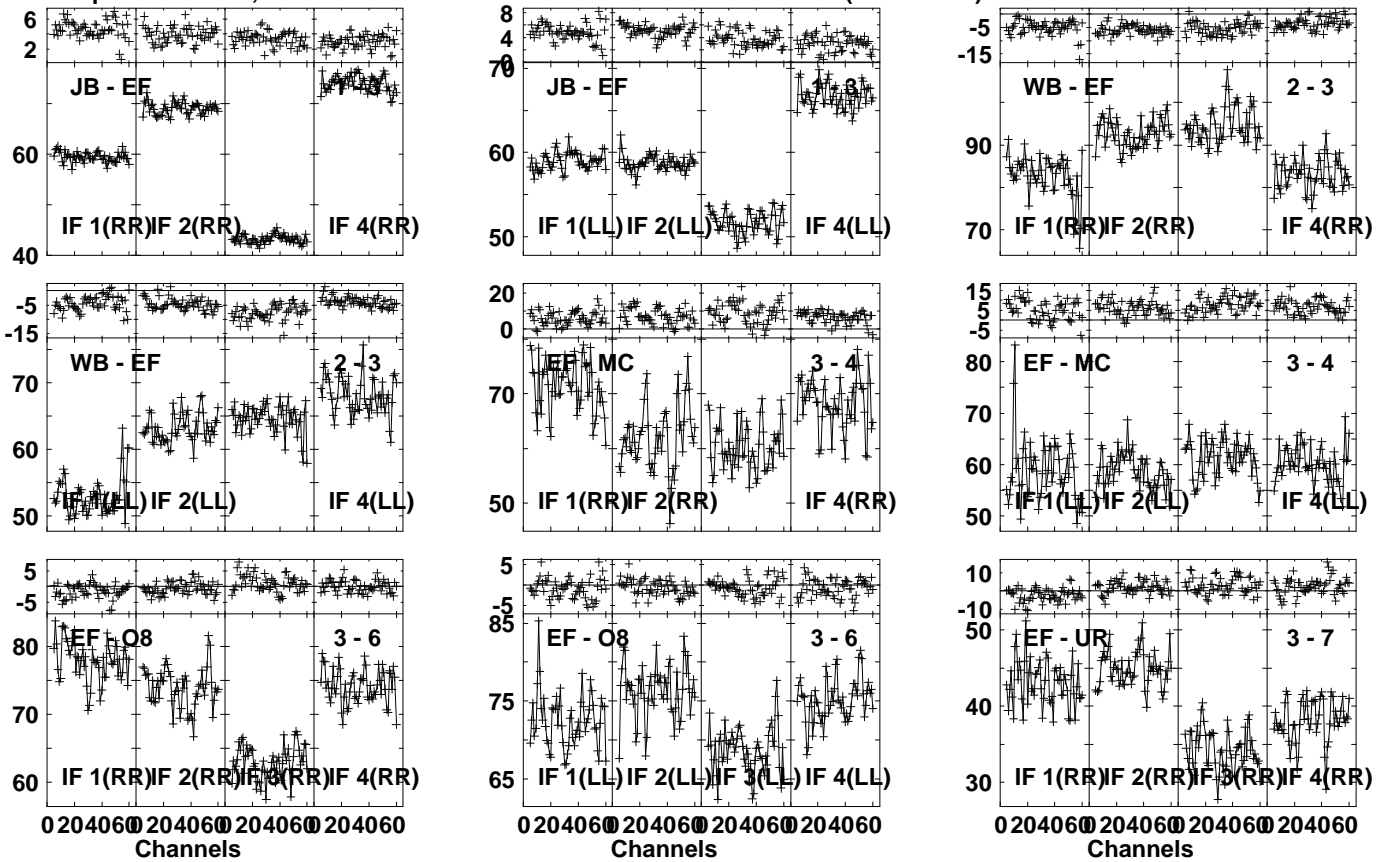 6
2
JB - EF
1 - 3
60
40
IF 1(RR) IF 2(RR) IF 4(RR)
8
4
0
70
JB - EF
1 - 3
60
50
IF 1(LL) IF 2(LL) IF 4(LL)
-5
-15
WB - EF
2 - 3
90
70
IF 1(RR) IF 2(RR) IF 4(RR)
-5
-15
WB - EF
2 - 3
70
60
50
IF 1(LL) IF 2(LL) IF 4(LL)
20
0
EF - MC
3 - 4
70
50
IF 1(RR) IF 2(RR) IF 4(RR)
15
5
-5
EF - MC
3 - 4
80
70
60
50
IF 1(LL) IF 2(LL) IF 4(LL)
5
-5
EF - O8
3 - 6
80
70
60
IF 1(RR) IF 2(RR) IF 3(RR) IF 4(RR)
0 20 40 60 0 20 40 60 0 20 40 60 0 20 40 60
Channels
5
-5
EF - O8
3 - 6
85
75
65
IF 1(LL) IF 2(LL) IF 3(LL) IF 4(LL)
0 20 40 60 0 20 40 60 0 20 40 60 0 20 40 60
Channels
10
-10
EF - UR
3 - 7
50
40
30
IF 1(RR) IF 2(RR) IF 3(RR) IF 4(RR)
0 20 40 60 0 20 40 60 0 20 40 60 0 20 40 60
Channels